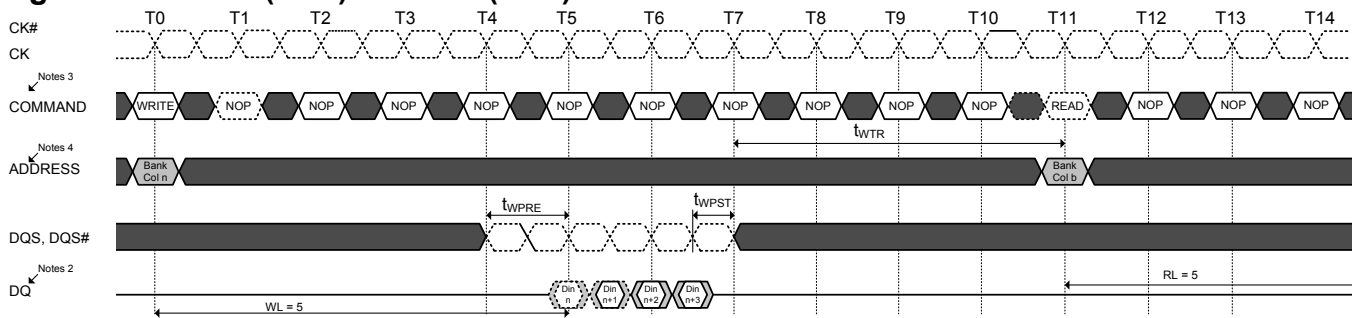 T0 T1 T2 T3 T4 T5 T6 T7 T8 T9 T10 T11 T12 T13 T14
CK#
CK
Notes 3
COMMAND WRITE NOP NOP NOP NOP NOP NOP NOP NOP NOP NOP READ NOP NOP NOP
tWTR
Notes 4
ADDRESS Bank Col n Bank Col b
tWPRE tWPST
DQS, DQS#
Notes 2
DQ Din n Din n+1 Din n+2 Din n+3
RL = 5
WL = 5